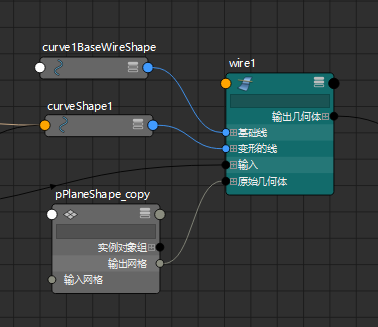 curve1BaseWireShape
wire1
curveShape1
输出几何体
基础线
变形的线
输入
原始几何体
pPlaneShape_copy
实例对象组
输出网格
输入网格